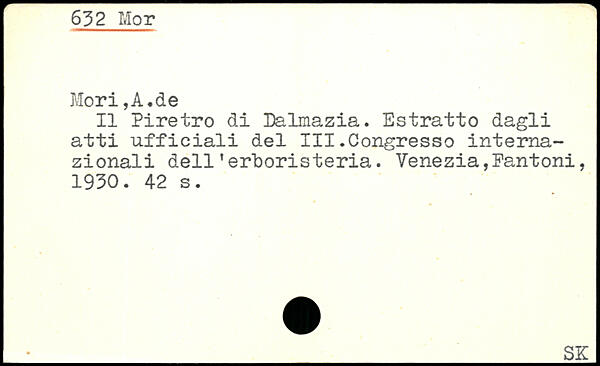 632 Mor
Mori,A.de
Il Piretro di Dalmazia. Estratto dagli
atti ufficiali del III.Congresso interna-
zionali dell'erboristeria. Venezia,Fantoni,
1930. 42 s.
SK